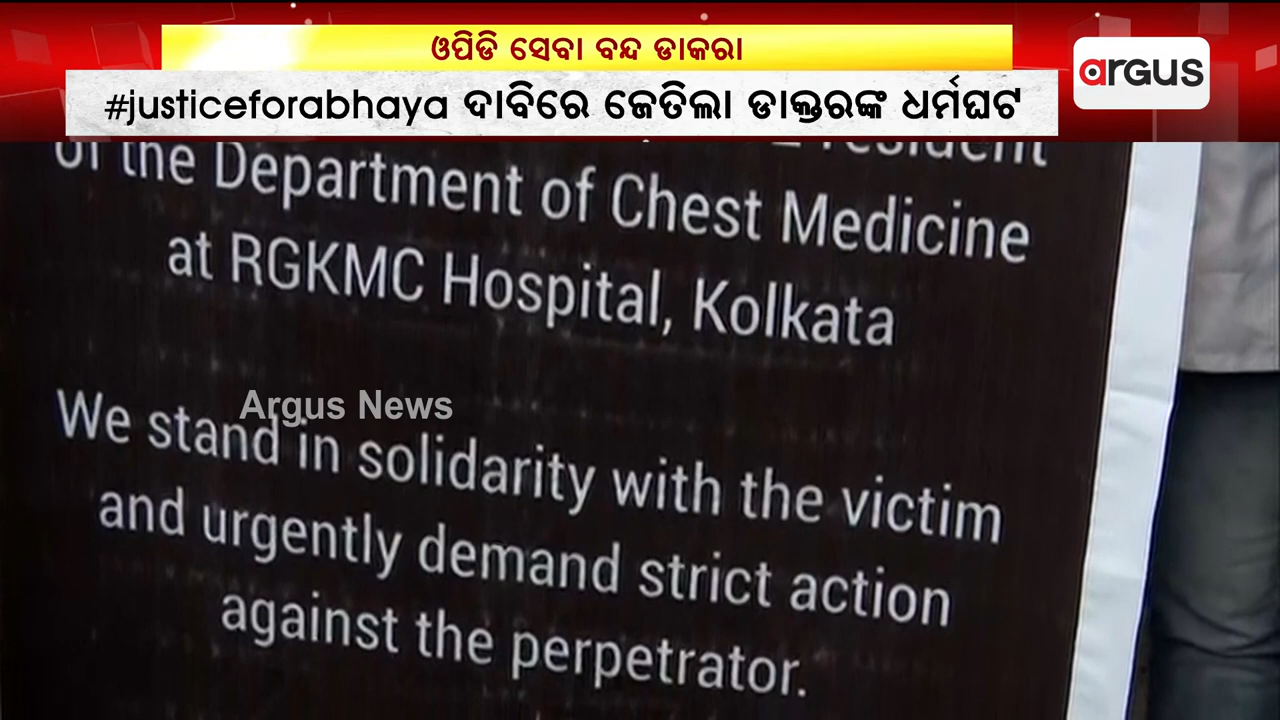 ଓପିଡି ସେବା ବନ୍ଦ ଡାକରା
argus
#justiceforabhaya ଦାବିରେ ଜେତିଲା ଡାକ୍ତରଙ୍କ ଧର୍ମଘଟ
resident
of the Department of Chest Medicine
at RGKMC Hospital, Kolkata
Argus News
We stand in solidarity with the victim
and urgently demand strict action
against the perpetrator.